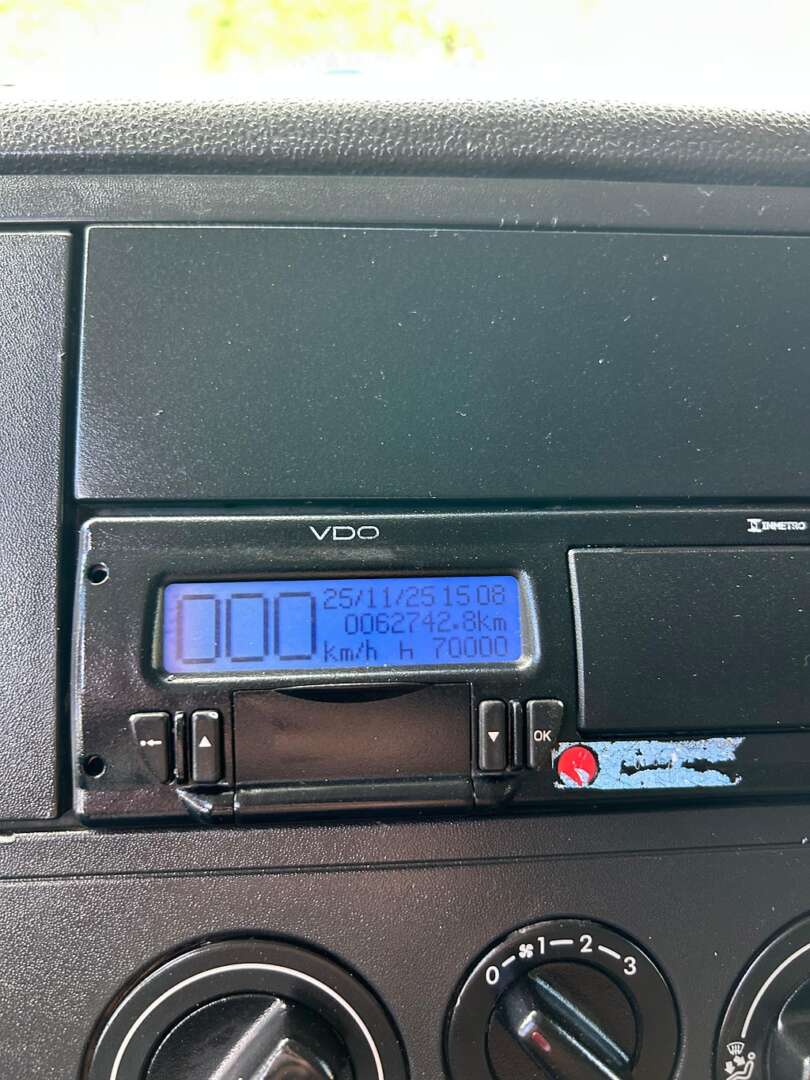 VDO
INMETRO
25/11/25 15 08
000
0062742.8km
km/h h 70000
OK
0 1 2 3